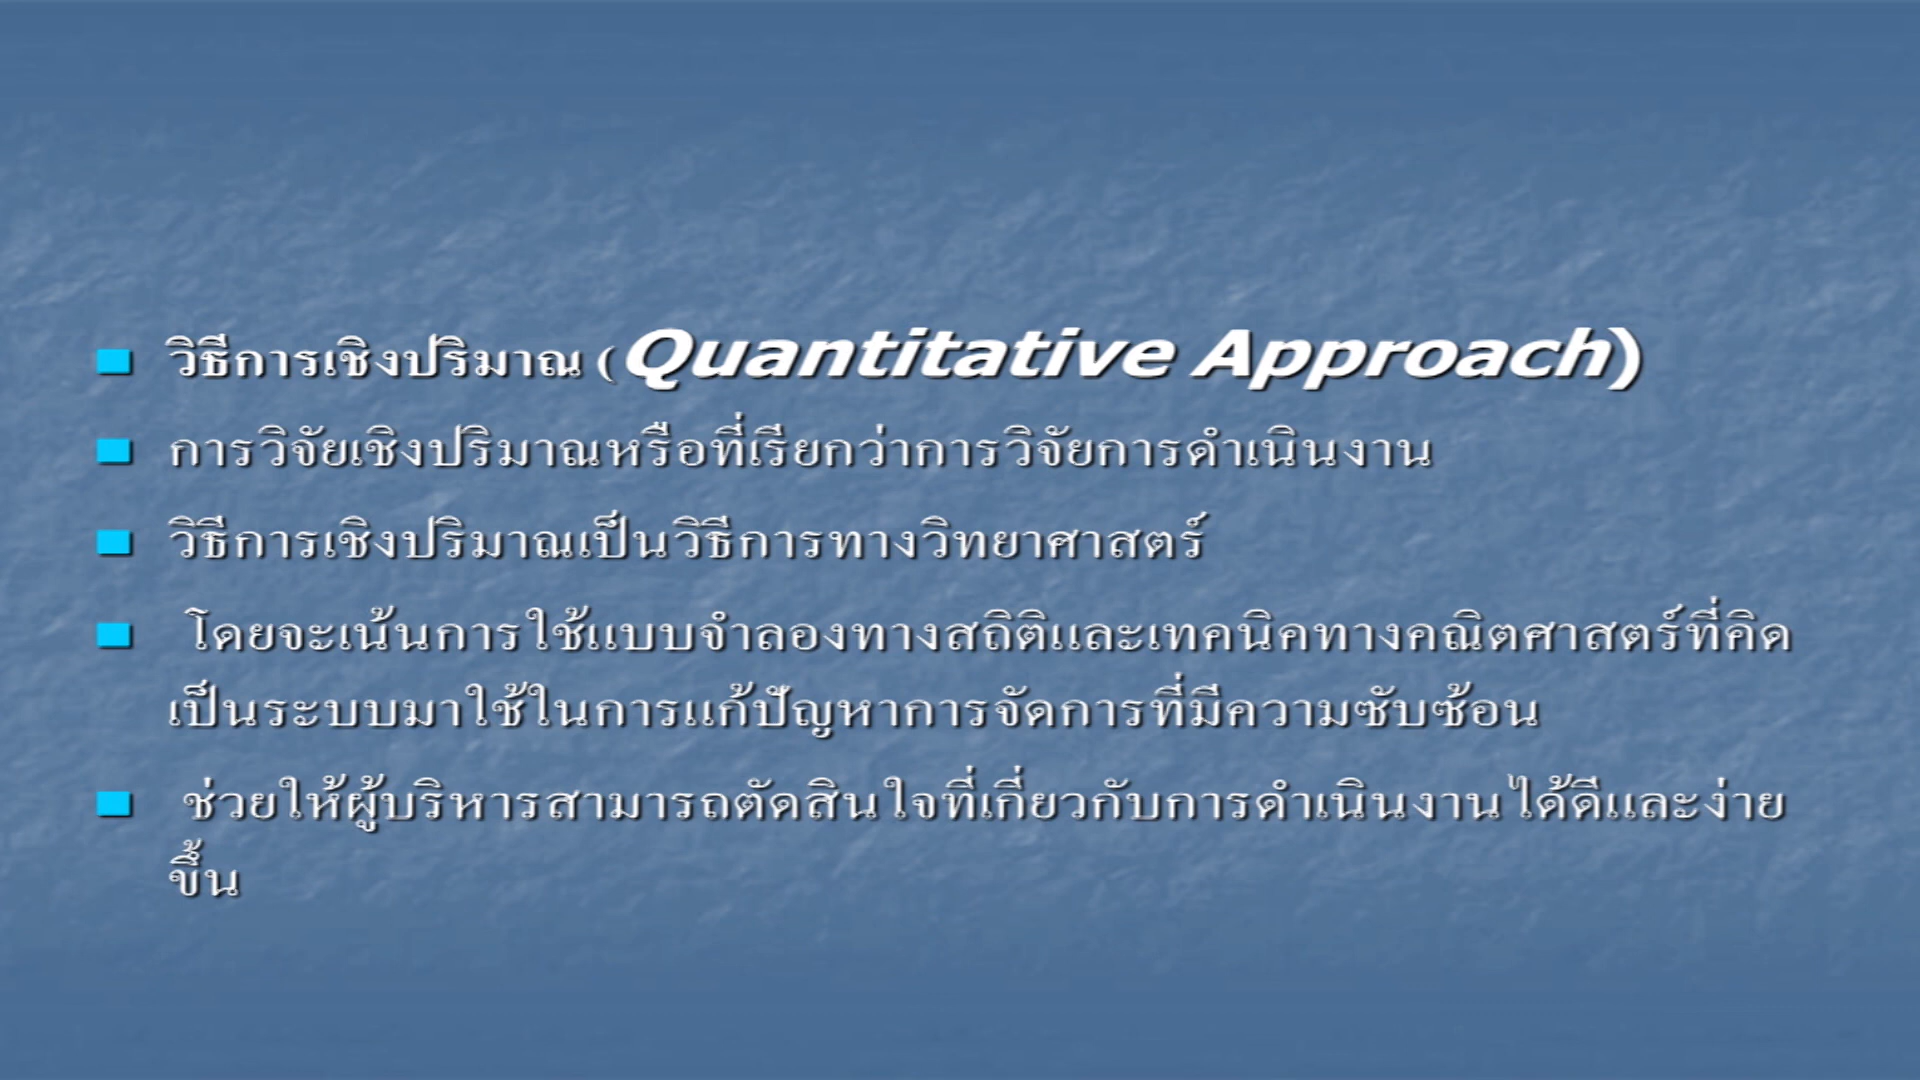 วิธีการเชิงปริมาณ (Quantitative Approach)
การวิจัยเชิงปริมาณหรือที่เรียกว่าการวิจัยการดำเนินงาน
วิธีการเชิงปริมาณเป็นวิธีการทางวิทยาศาสตร์
โดยจะเน้นการใช้แบบจำลองทางสถิติและเทคนิคทางคณิตศาสตร์ที่คิด
เป็นระบบมาใช้ในการแก้ปัญหาการจัดการที่มีความซับซ้อน
ช่วยให้ผู้บริหารสามารถตัดสินใจที่เกี่ยวกับการดำเนินงานได้ดีและง่าย
ขึ้น